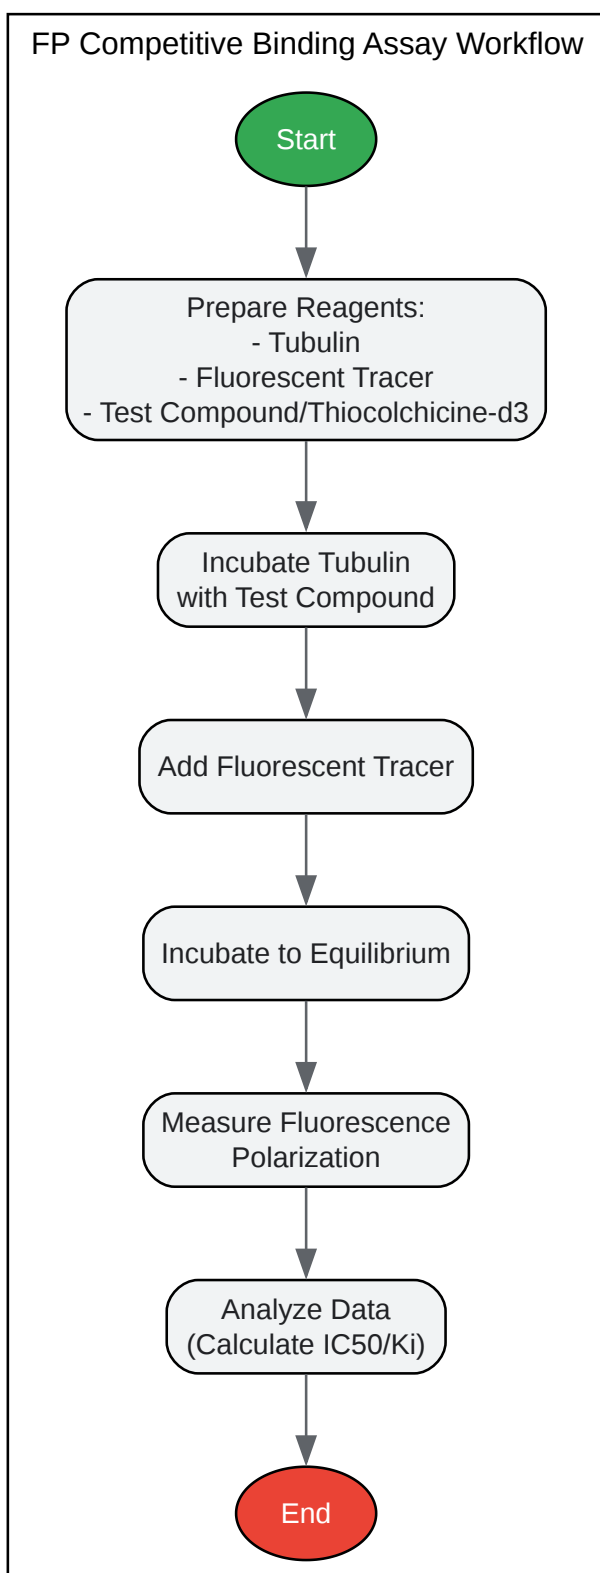 FP Competitive Binding Assay Workflow
Start
Prepare Reagents:
- Tubulin
- Fluorescent Tracer
- Test Compound/Thiocolchicine-d3
Incubate Tubulin
with Test Compound
Add Fluorescent Tracer
Incubate to Equilibrium
Measure Fluorescence
Polarization
Analyze Data
(Calculate IC50/Ki)
End